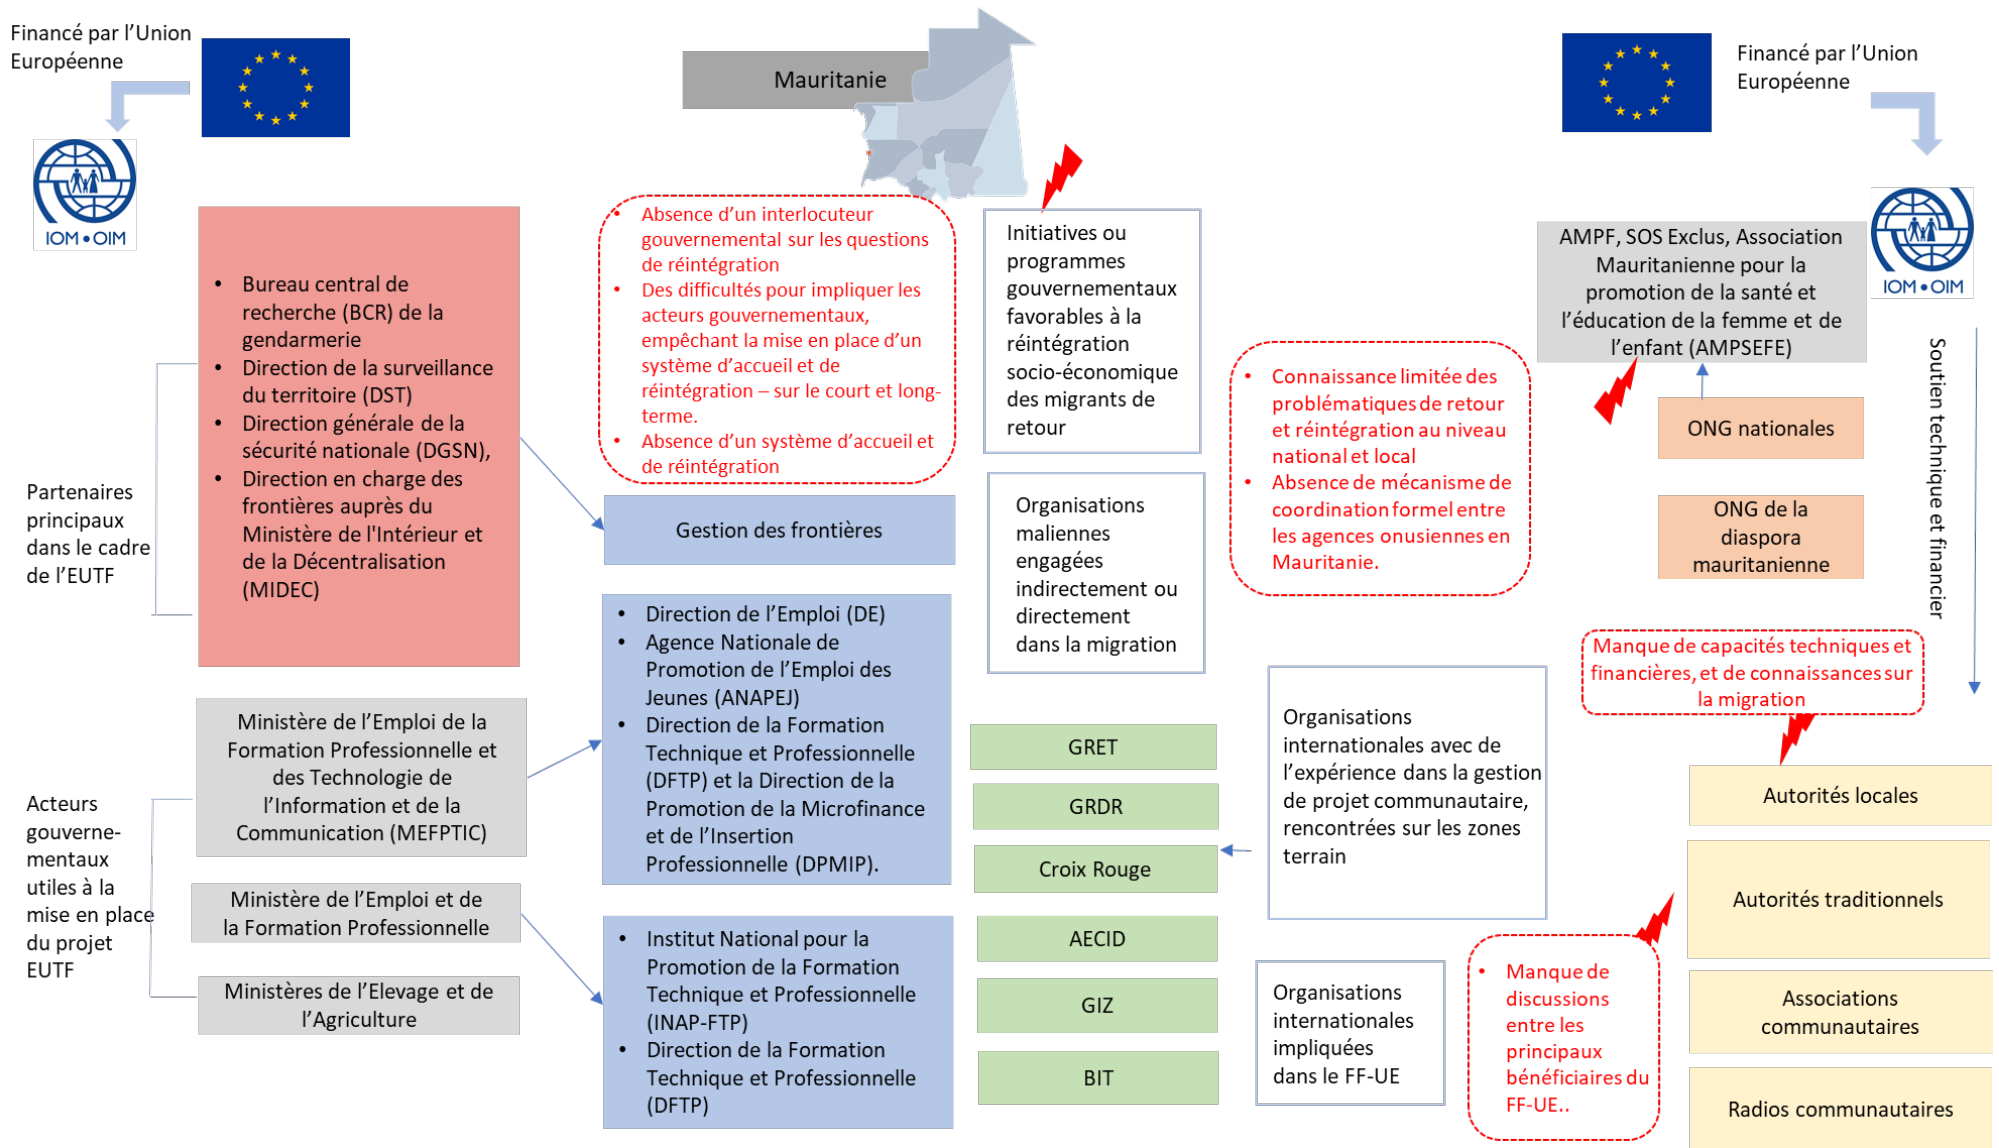 Financé par l’Union
Européenne
IOM • OIM
Mauritanie
Financé par l’Union
Européenne
IOM • OIM
Partenaires
principaux
dans le cadre
de l’EUTF
• Bureau central de
recherche (BCR) de la
gendarmerie
• Direction de la surveillance
du territoire (DST)
• Direction générale de la
sécurité nationale (DGSN),
• Direction en charge des
frontières auprès du
Ministère de l'Intérieur et
de la Décentralisation
(MIDEC)
Acteurs
gouverne-
mentaux
utiles à la
mise en place
du projet
EUTF
Ministère de l’Emploi de la
Formation Professionnelle et
des Technologie de
l’Information et de la
Communication (MEFPTIC)
Ministère de l’Emploi et de
la Formation Professionnelle
Ministères de l’Elevage et de
l’Agriculture
• Absence d’un interlocuteur
gouvernemental sur les questions
de réintégration
• Des difficultés pour impliquer les
acteurs gouvernementaux,
empêchant la mise en place d’un
système d’accueil et de
réintégration – sur le court et long-
terme.
• Absence d’un système d’accueil et
de réintégration
Gestion des frontières
• Direction de l’Emploi (DE)
• Agence Nationale de
Promotion de l’Emploi des
Jeunes (ANAPEJ)
• Direction de la Formation
Technique et Professionnelle
(DFTP) et la Direction de la
Promotion de la Microfinance
et de l’Insertion
Professionnelle (DPMIP).
• Institut National pour la
Promotion de la Formation
Technique et Professionnelle
(INAP-FTP)
• Direction de la Formation
Technique et Professionnelle
(DFTP)
Initiatives ou
programmes
gouvernementaux
favorables à la
réintégration
socio-économique
des migrants de
retour
Organisations
maliennes
engagées
indirectement ou
directement
dans la migration
GRET
GRDR
Croix Rouge
AECID
GIZ
BIT
• Connaissance limitée des
problématiques de retour
et réintégration au niveau
national et local
• Absence de mécanisme de
coordination formel entre
les agences onusiennes en
Mauritanie.
Organisations
internationales avec de
l’expérience dans la gestion
de projet communautaire,
rencontrées sur les zones
terrain
Organisations
internationales
impliquées
dans le FF-UE
AMPF, SOS Exclus, Association
Mauritanienne pour la
promotion de la santé et
l’éducation de la femme et de
l’enfant (AMPSEFE)
ONG nationales
ONG de la
diaspora
mauritanienne
Soutien technique et financier
Manque de capacités techniques et
financières, et de connaissances sur
la migration
• Manque de
discussions
entre les
principaux
bénéficiaires du
FF-UE..
Autorités locales
Autorités traditionnels
Associations
communautaires
Radios communautaires